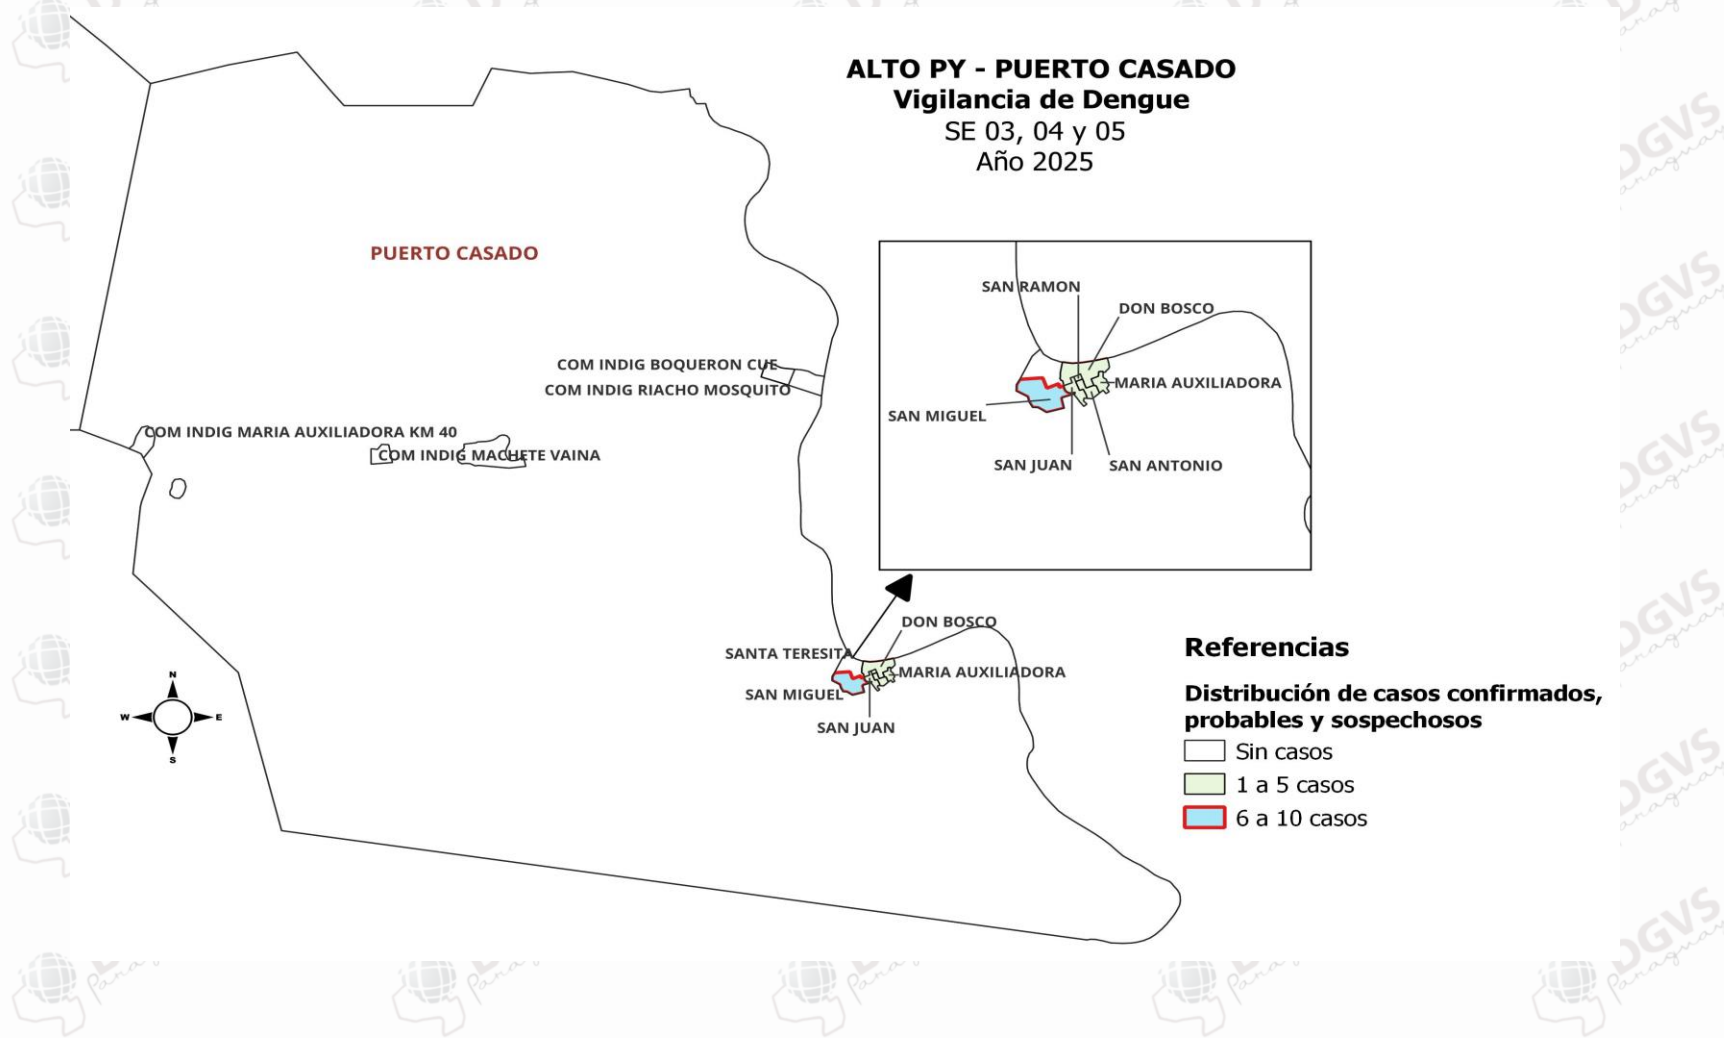 ALTO PY - PUERTO CASADO
Vigilancia de Dengue
SE 03, 04 y 05
Año 2025
PUERTO CASADO
SAN RAMON
DON BOSCO
MARIA AUXILIADORA
SAN MIGUEL
SAN JUAN
SAN ANTONIO
COM INDIG BOQUERON CUE
COM INDIG RIACHO MOSQUITO
COM INDIG MARIA AUXILIADORA KM 40
COM INDIG MACHETE VAINA
DON BOSCO
SANTA TERESITA
MARIA AUXILIADORA
SAN MIGUEL
SAN JUAN
N
W
E
S
Referencias
Distribución de casos confirmados,
probables y sospechosos
Sin casos
1 a 5 casos
6 a 10 casos
DGVS
Paraguay